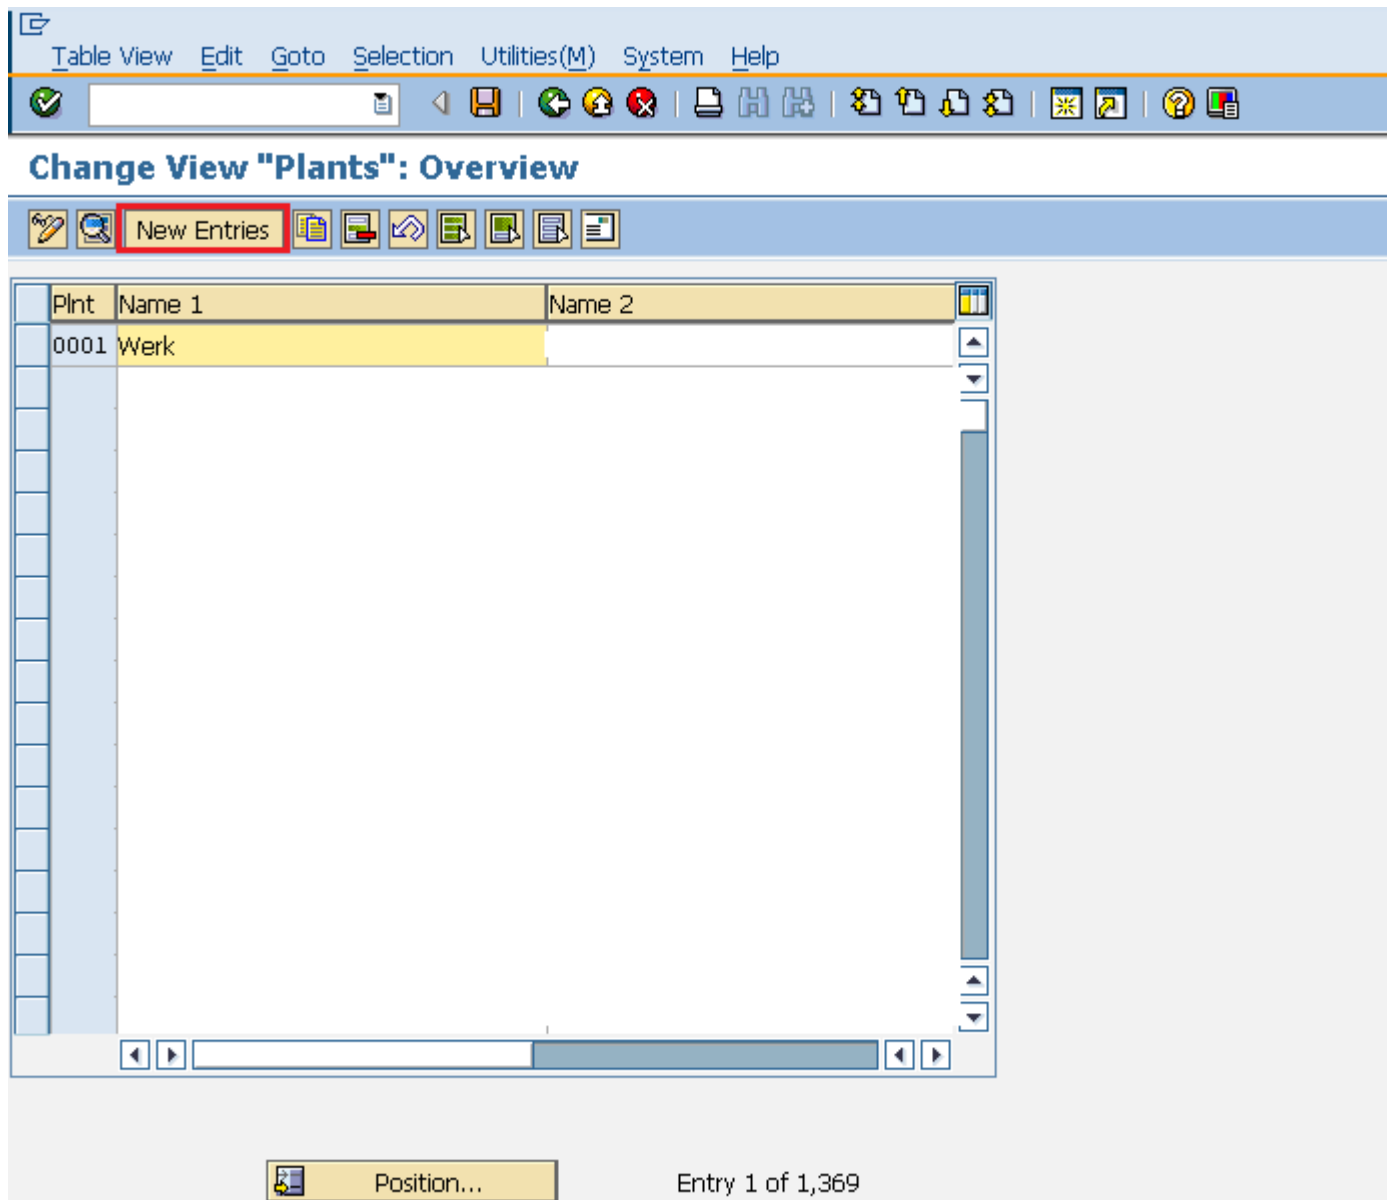 Table View Edit Goto Selection Utilities(M) System Help
Change View "Plants": Overview
New Entries
Plnt Name 1 Name 2
0001 Werk
Position... Entry 1 of 1,369